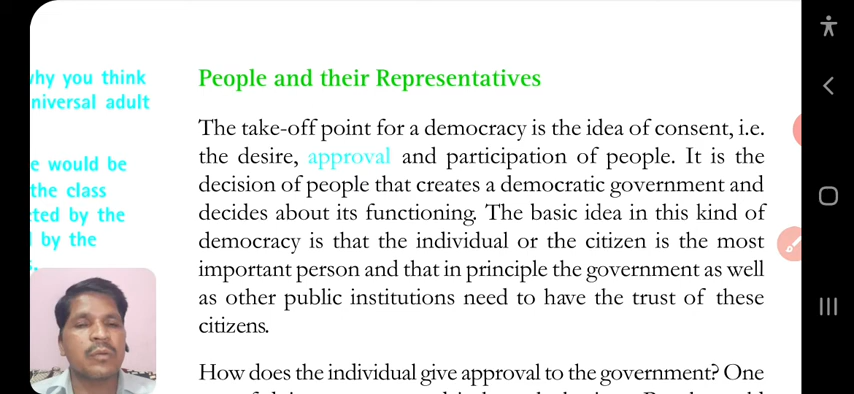 why you think
niversal adult
e would be
the class
cted by the
by the
s.
People and their Representatives
The take-off point for a democracy is the idea of consent, i.e.
the desire, approval and participation of people. It is the
decision of people that creates a democratic government and
decides about its functioning. The basic idea in this kind of
democracy is that the individual or the citizen is the most
important person and that in principle the government as well
as other public institutions need to have the trust of these
citizens.
How does the individual give approval to the government? One